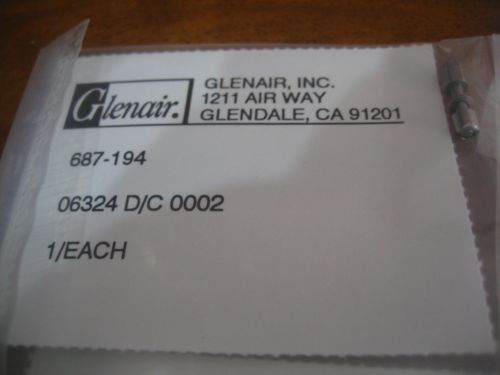 Glenair.
GLENAIR, INC.
1211 AIR WAY
GLENDALE, CA 91201
687-194
06324 D/C 0002
1/EACH